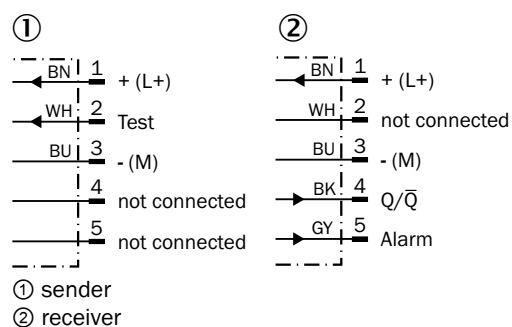 ①
BN 1 + (L+)
WH 2 Test
BU 3 - (M)
4 not connected
5 not connected
②
BN 1 + (L+)
WH 2 not connected
BU 3 - (M)
BK 4 Q/Q̅
GY 5 Alarm
① sender
② receiver